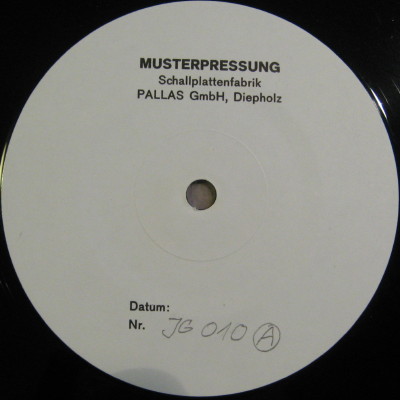 MUSTERPRESSUNG
Schallplattenfabrik
PALLAS GmbH, Diepholz
Datum:
Nr. JG 010 A